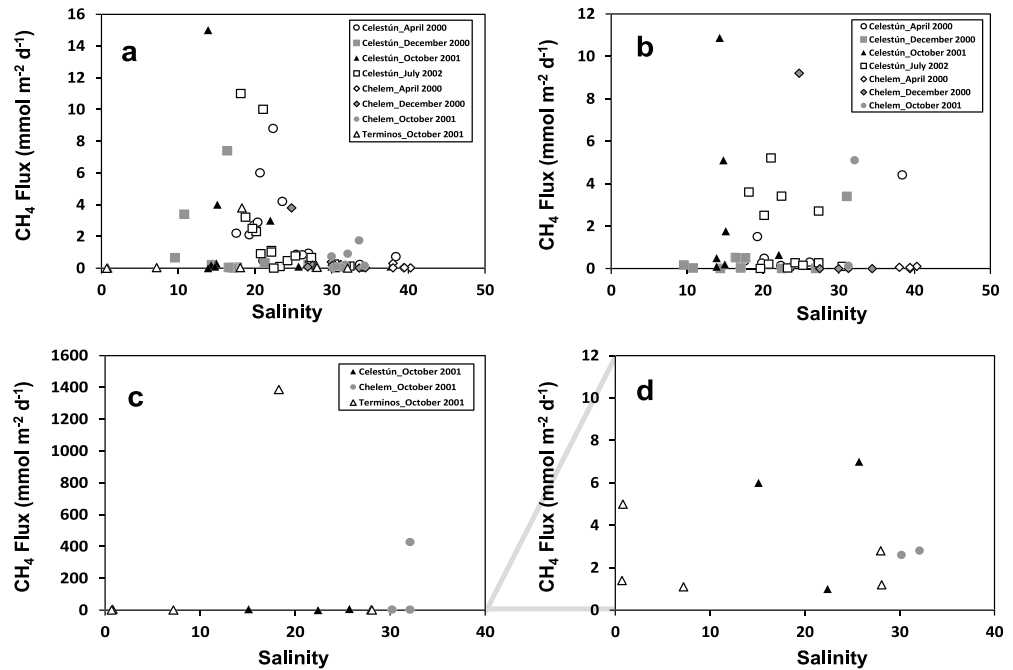 a
CH4 Flux (mmol m-2 d-1)
16
14
12
10
8
6
4
2
0
0 10 20 30 40 50
Salinity
Celestún_April 2000
Celestún_December 2000
Celestún_October 2001
Celestún_July 2002
Chelem_April 2000
Chelem_December 2000
Chelem_October 2001
Terminos_October 2001
b
CH4 Flux (mmol m-2 d-1)
12
10
8
6
4
2
0
0 10 20 30 40 50
Salinity
Celestún_April 2000
Celestún_December 2000
Celestún_October 2001
Celestún_July 2002
Chelem_April 2000
Chelem_December 2000
Chelem_October 2001
c
CH4 Flux (mmol m-2 d-1)
1600
1400
1200
1000
800
600
400
200
0
0 10 20 30 40
Salinity
Celestún_October 2001
Chelem_October 2001
Terminos_October 2001
d
CH4 Flux (mmol m-2 d-1)
12
10
8
6
4
2
0
0 10 20 30 40
Salinity